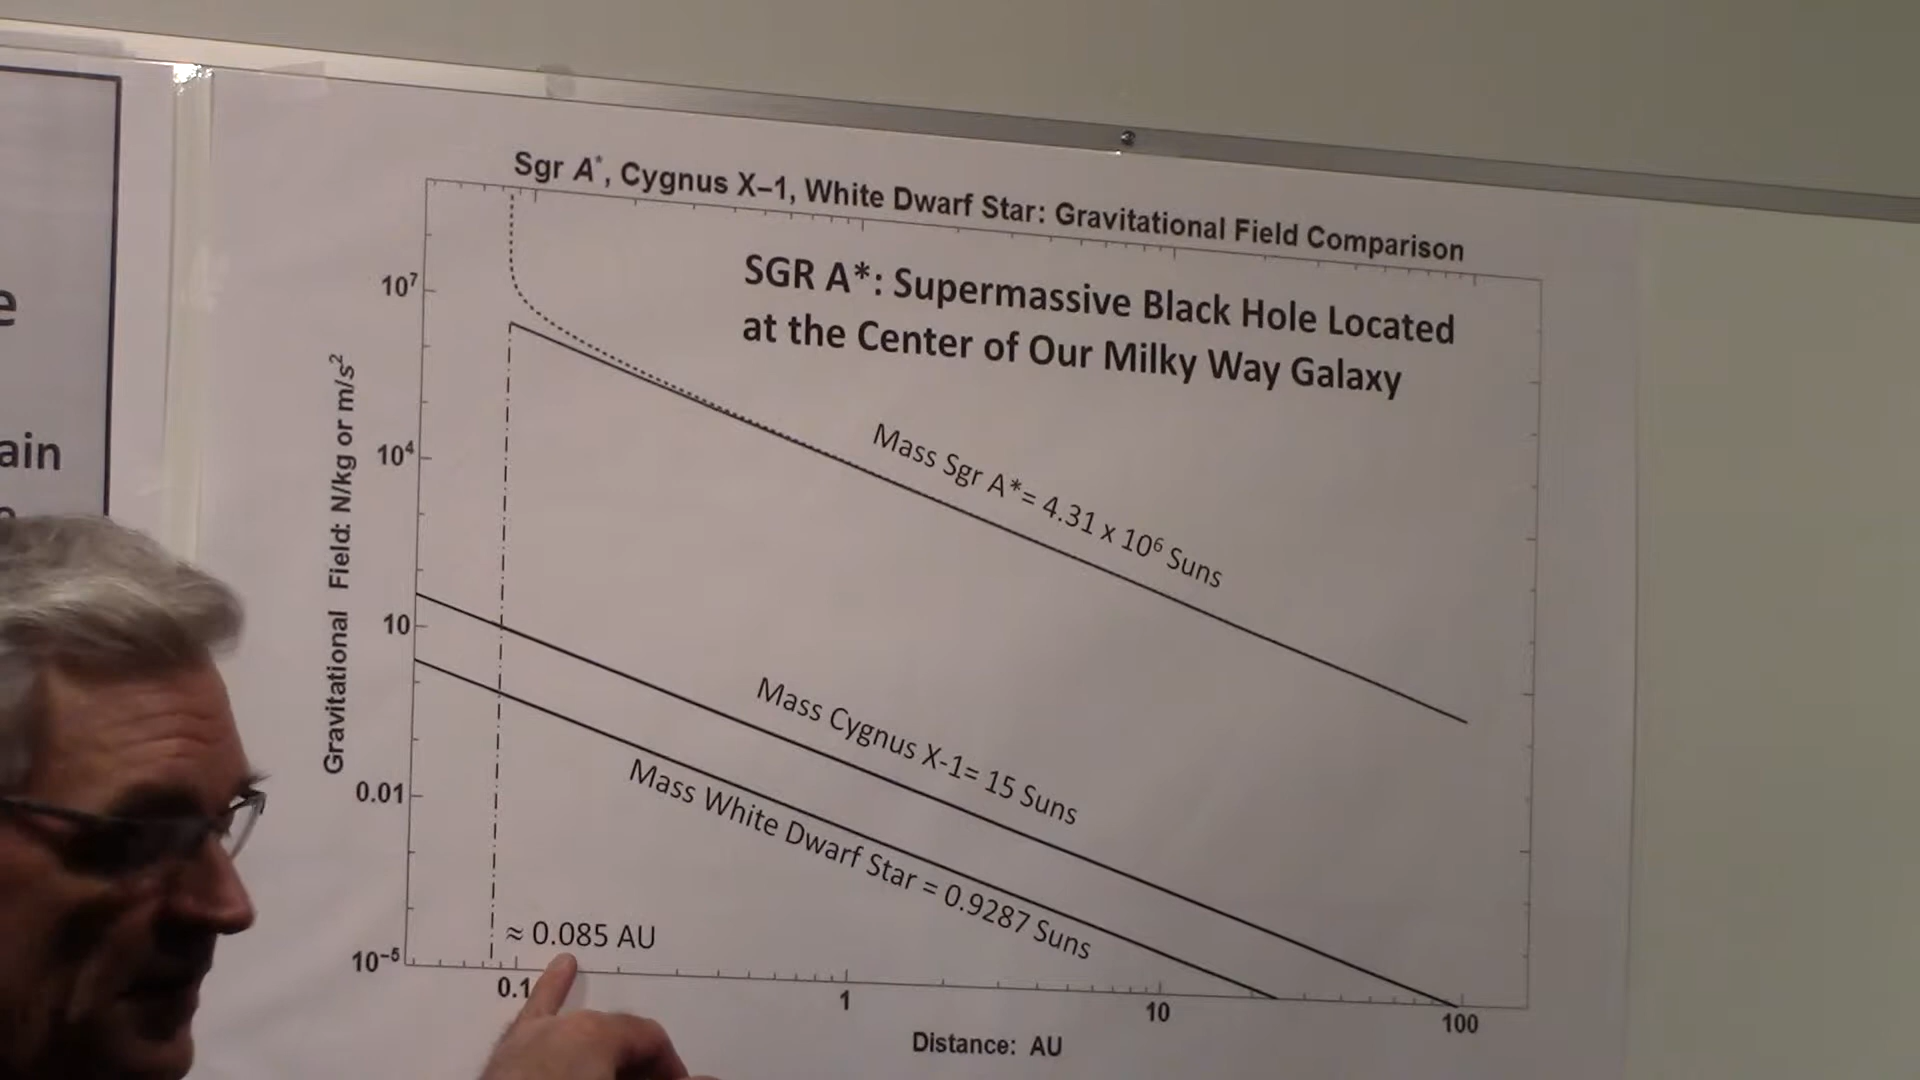 e
ain
Sgr A*, Cygnus X–1, White Dwarf Star: Gravitational Field Comparison
SGR A*: Supermassive Black Hole Located
at the Center of Our Milky Way Galaxy
Mass Sgr A*= 4.31 x 10⁶ Suns
Mass Cygnus X-1= 15 Suns
Mass White Dwarf Star = 0.9287 Suns
≈ 0.085 AU
Gravitational Field: N/kg or m/s²
10⁷
10⁴
10
0.01
10⁻⁵
0.1
1
10
100
Distance: AU